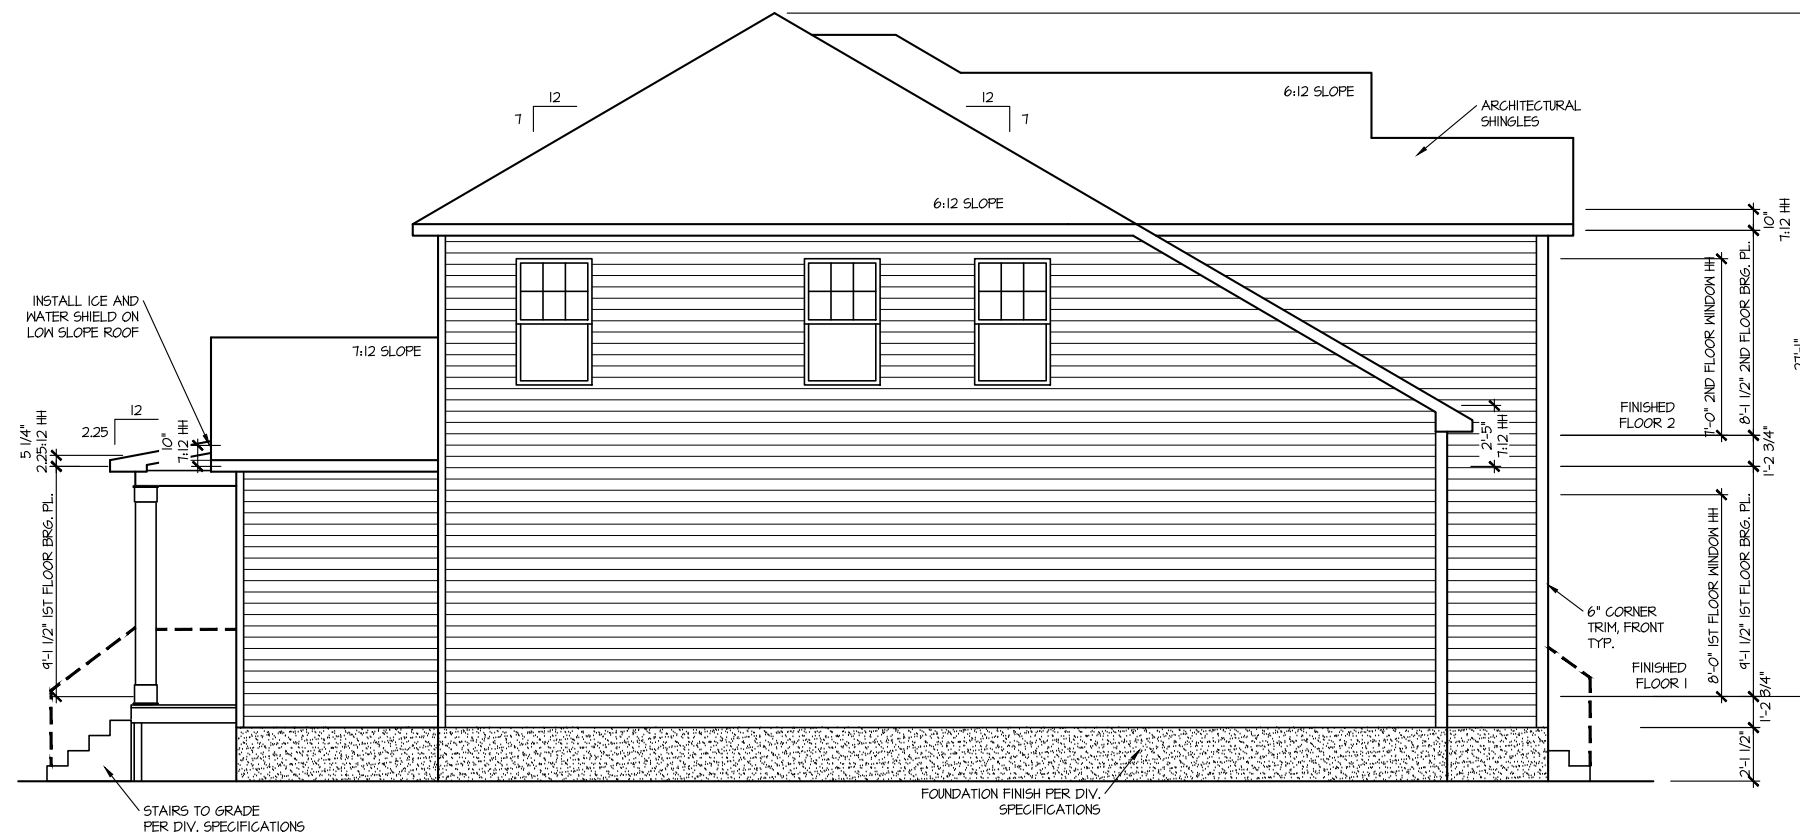 12
7
12
7
6:12 SLOPE
ARCHITECTURAL
SHINGLES
6:12 SLOPE
10"
7:12 HH
INSTALL ICE AND
WATER SHIELD ON
LOW SLOPE ROOF
7:12 SLOPE
12
2.25
5 1/4"
2.25:12 HH
10"
7:12 HH
9'-1 1/2" 1ST FLOOR BRG. PL.
2'-5"
7:12 HH
FINISHED
FLOOR 2
7'-0" 2ND FLOOR WINDOW HH
8'-1 1/2" 2ND FLOOR BRG. PL.
27'-1"
1'-2 3/4"
8'-0" 1ST FLOOR WINDOW HH
9'-1 1/2" 1ST FLOOR BRG. PL.
6" CORNER
TRIM, FRONT
TYP.
FINISHED
FLOOR 1
1'-2 3/4"
2'-1 1/2"
FOUNDATION FINISH PER DIV.
SPECIFICATIONS
STAIRS TO GRADE
PER DIV. SPECIFICATIONS